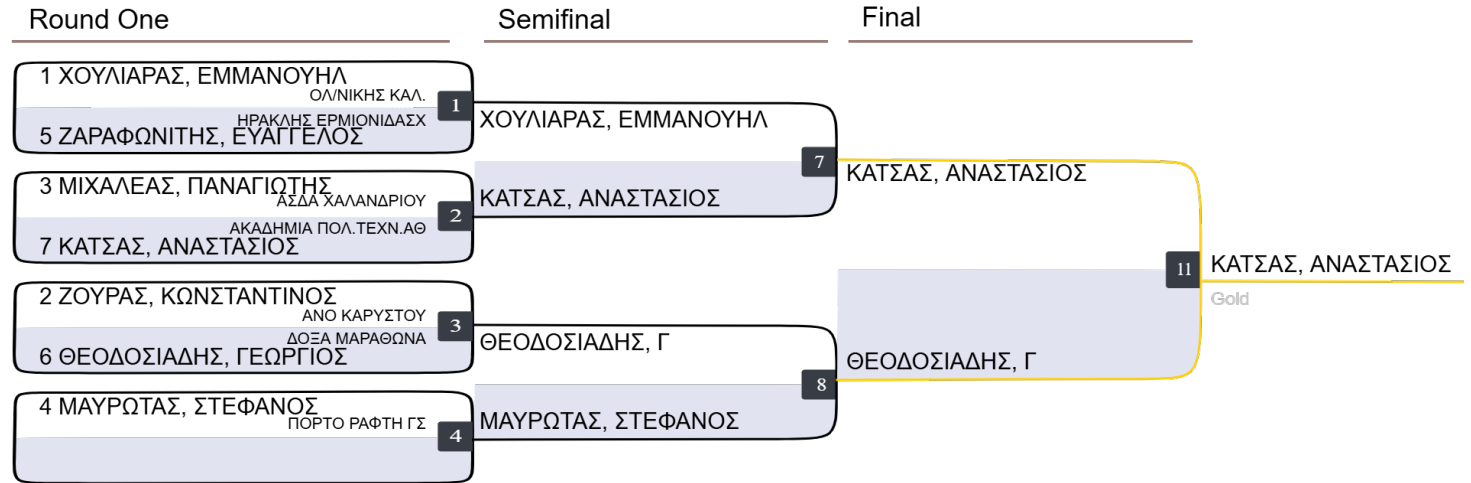 Round One
Semifinal
Final
1 ΧΟΥΛΙΑΡΑΣ, ΕΜΜΑΝΟΥΗΛ
ΟΛ/ΝΙΚΗΣ ΚΑΛ.
1
ΗΡΑΚΛΗΣ ΕΡΜΙΟΝΙΔΑΣΧ
5 ΖΑΡΑΦΩΝΙΤΗΣ, ΕΥΑΓΓΕΛΟΣ
3 ΜΙΧΑΛΕΑΣ, ΠΑΝΑΓΙΩΤΗΣ
ΑΣΔΑ ΧΑΛΑΝΔΡΙΟΥ
2
ΑΚΑΔΗΜΙΑ ΠΟΛ.ΤΕΧΝ.ΑΘ
7 ΚΑΤΣΑΣ, ΑΝΑΣΤΑΣΙΟΣ
2 ΖΟΥΡΑΣ, ΚΩΝΣΤΑΝΤΙΝΟΣ
ΑΝΟ ΚΑΡΥΣΤΟΥ
3
ΔΟΞΑ ΜΑΡΑΘΩΝΑ
6 ΘΕΟΔΟΣΙΑΔΗΣ, ΓΕΩΡΓΙΟΣ
4 ΜΑΥΡΩΤΑΣ, ΣΤΕΦΑΝΟΣ
ΠΟΡΤΟ ΡΑΦΤΗ ΓΣ
4
ΧΟΥΛΙΑΡΑΣ, ΕΜΜΑΝΟΥΗΛ
7
ΚΑΤΣΑΣ, ΑΝΑΣΤΑΣΙΟΣ
ΘΕΟΔΟΣΙΑΔΗΣ, Γ
8
ΜΑΥΡΩΤΑΣ, ΣΤΕΦΑΝΟΣ
ΚΑΤΣΑΣ, ΑΝΑΣΤΑΣΙΟΣ
11
ΘΕΟΔΟΣΙΑΔΗΣ, Γ
ΚΑΤΣΑΣ, ΑΝΑΣΤΑΣΙΟΣ
Gold